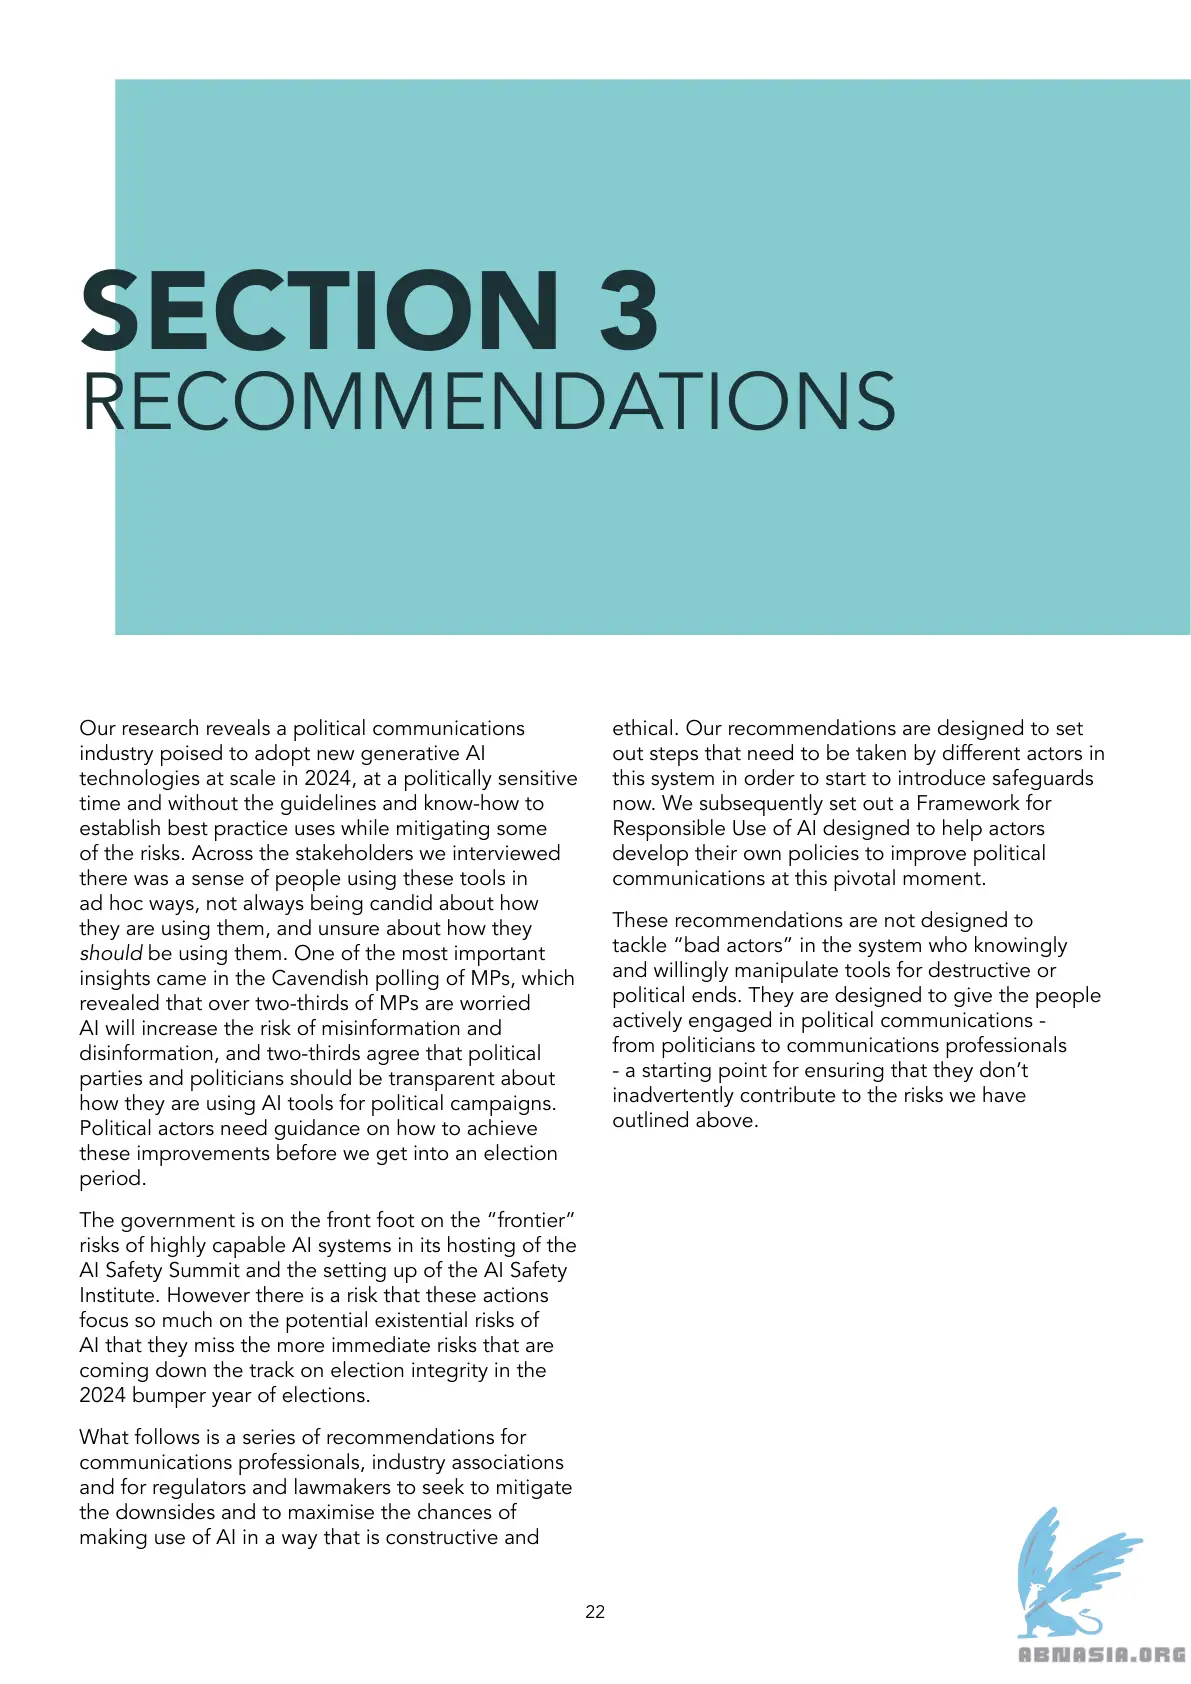 SECTION 3
RECOMMENDATIONS
Our research reveals a political communications
industry poised to adopt new generative AI
technologies at scale in 2024, at a politically sensitive
time and without the guidelines and know-how to
establish best practice uses while mitigating some
of the risks. Across the stakeholders we interviewed
there was a sense of people using these tools in
ad hoc ways, not always being candid about how
they are using them, and unsure about how they
should be using them. One of the most important
insights came in the Cavendish polling of MPs, which
revealed that over two-thirds of MPs are worried
AI will increase the risk of misinformation and
disinformation, and two-thirds agree that political
parties and politicians should be transparent about
how they are using AI tools for political campaigns.
Political actors need guidance on how to achieve
these improvements before we get into an election
period.
The government is on the front foot on the “frontier”
risks of highly capable AI systems in its hosting of the
AI Safety Summit and the setting up of the AI Safety
Institute. However there is a risk that these actions
focus so much on the potential existential risks of
AI that they miss the more immediate risks that are
coming down the track on election integrity in the
2024 bumper year of elections.
What follows is a series of recommendations for
communications professionals, industry associations
and for regulators and lawmakers to seek to mitigate
the downsides and to maximise the chances of
making use of AI in a way that is constructive and
ethical. Our recommendations are designed to set
out steps that need to be taken by different actors in
this system in order to start to introduce safeguards
now. We subsequently set out a Framework for
Responsible Use of AI designed to help actors
develop their own policies to improve political
communications at this pivotal moment.
These recommendations are not designed to
tackle “bad actors” in the system who knowingly
and willingly manipulate tools for destructive or
political ends. They are designed to give the people
actively engaged in political communications -
from politicians to communications professionals
- a starting point for ensuring that they don’t
inadvertently contribute to the risks we have
outlined above.
22
ABNASIA.ORG